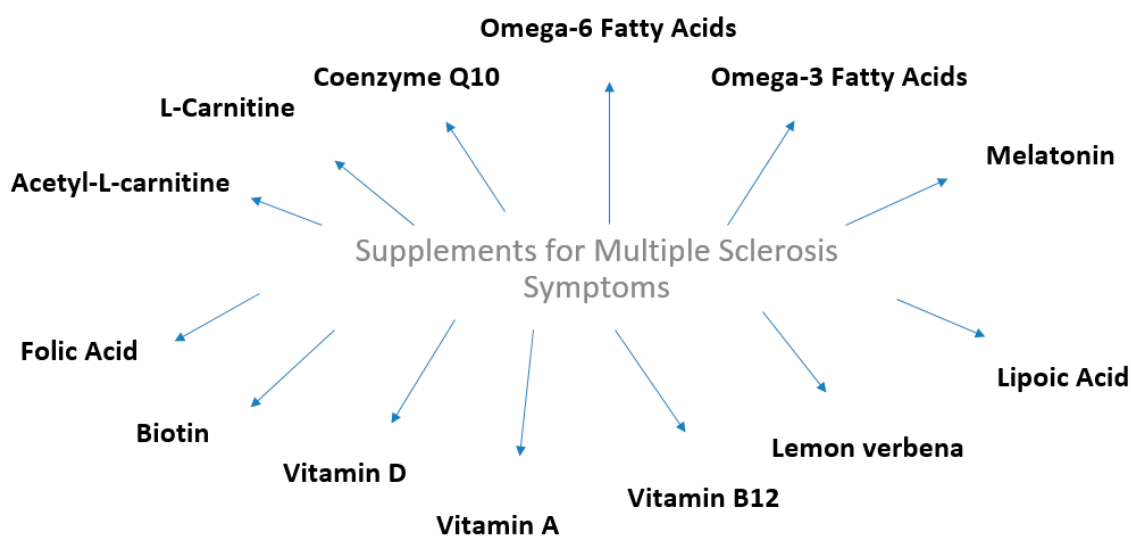 Omega-6 Fatty Acids
Coenzyme Q10
Omega-3 Fatty Acids
L-Carnitine
Melatonin
Acetyl-L-carnitine
Supplements for Multiple Sclerosis
Symptoms
Folic Acid
Lipoic Acid
Biotin
Lemon verbena
Vitamin D
Vitamin B12
Vitamin A